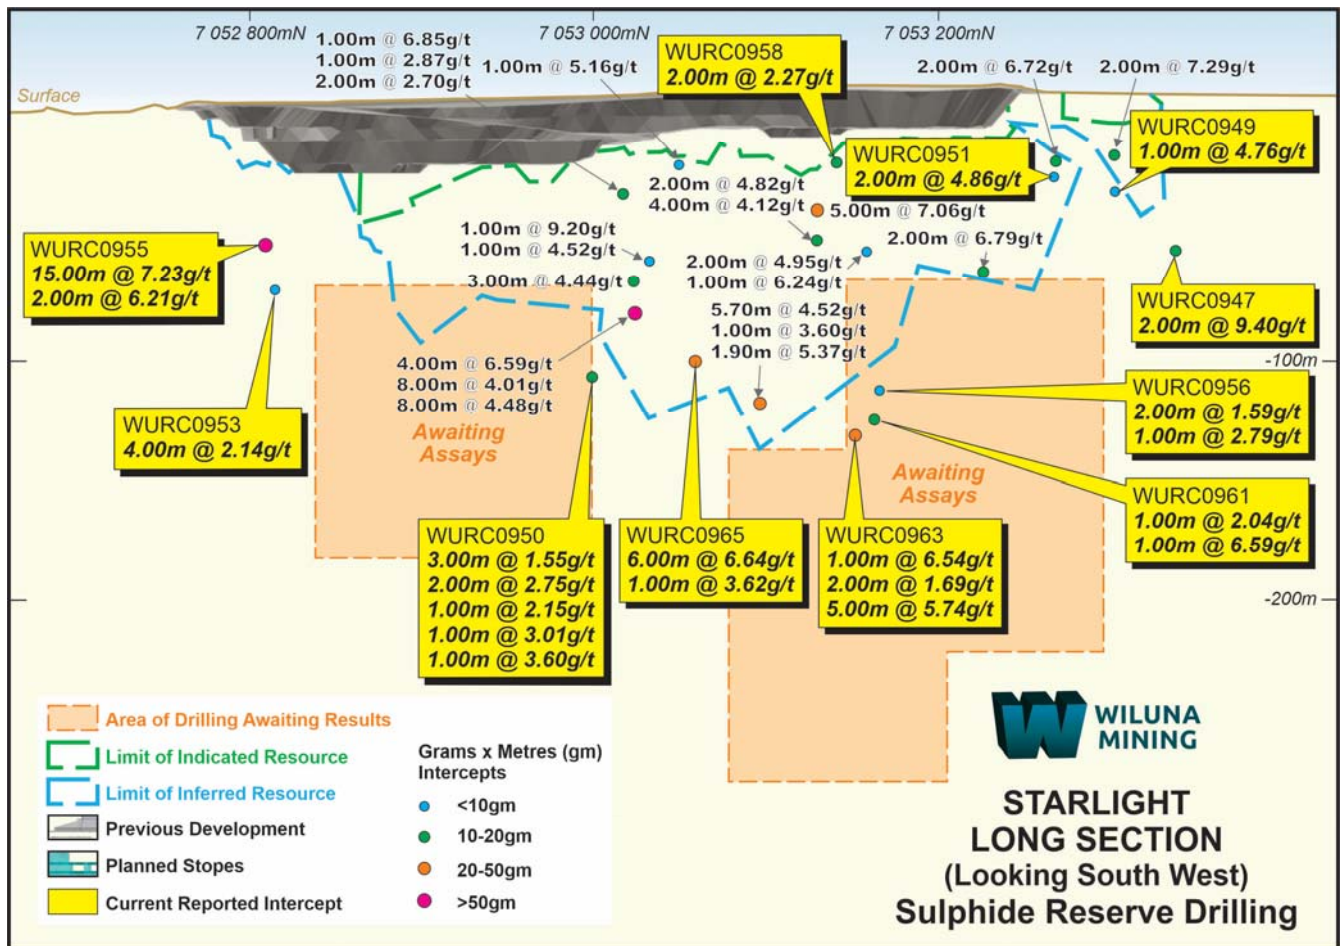 7 052 800mN
7 053 000mN
7 053 200mN
Surface
1.00m @ 6.85g/t
1.00m @ 2.87g/t
2.00m @ 2.70g/t
1.00m @ 5.16g/t
WURC0958
2.00m @ 2.27g/t
2.00m @ 6.72g/t
2.00m @ 7.29g/t
WURC0949
1.00m @ 4.76g/t
WURC0951
2.00m @ 4.86g/t
2.00m @ 4.82g/t
4.00m @ 4.12g/t
5.00m @ 7.06g/t
1.00m @ 9.20g/t
1.00m @ 4.52g/t
2.00m @ 6.79g/t
WURC0955
15.00m @ 7.23g/t
2.00m @ 6.21g/t
3.00m @ 4.44g/t
2.00m @ 4.95g/t
1.00m @ 6.24g/t
WURC0947
2.00m @ 9.40g/t
5.70m @ 4.52g/t
1.00m @ 3.60g/t
1.90m @ 5.37g/t
4.00m @ 6.59g/t
8.00m @ 4.01g/t
8.00m @ 4.48g/t
-100m
WURC0956
2.00m @ 1.59g/t
1.00m @ 2.79g/t
WURC0953
4.00m @ 2.14g/t
Awaiting
Assays
Awaiting
Assays
WURC0961
1.00m @ 2.04g/t
1.00m @ 6.59g/t
WURC0950
3.00m @ 1.55g/t
2.00m @ 2.75g/t
1.00m @ 2.15g/t
1.00m @ 3.01g/t
1.00m @ 3.60g/t
WURC0965
6.00m @ 6.64g/t
1.00m @ 3.62g/t
WURC0963
1.00m @ 6.54g/t
2.00m @ 1.69g/t
5.00m @ 5.74g/t
-200m
Area of Drilling Awaiting Results
Limit of Indicated Resource
Limit of Inferred Resource
Previous Development
Planned Stopes
Current Reported Intercept
Grams x Metres (gm)
Intercepts
<10gm
10-20gm
20-50gm
>50gm
WILUNA
MINING
STARLIGHT
LONG SECTION
(Looking South West)
Sulphide Reserve Drilling